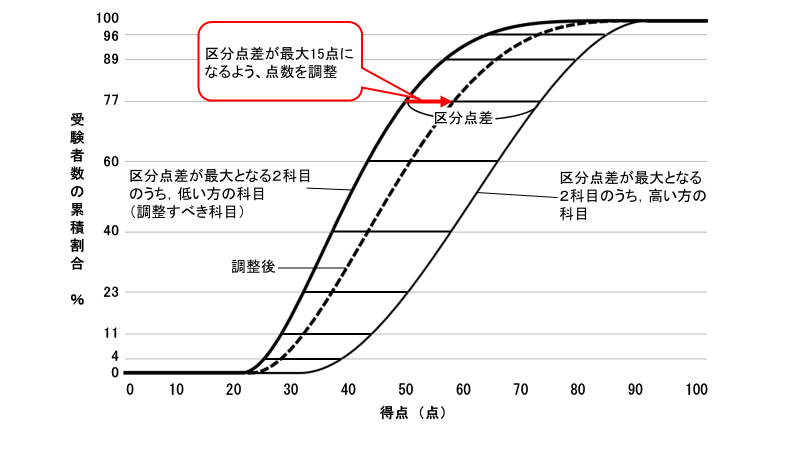 100
96
89
77
60
40
23
11
4
0
受験者数の累積割合 %
区分点差が最大15点に
なるよう、点数を調整
区分点差
区分点差が最大となる2科目
のうち，低い方の科目
（調整すべき科目）
区分点差が最大となる
2科目のうち，高い方の
科目
調整後
0 10 20 30 40 50 60 70 80 90 100
得点（点）